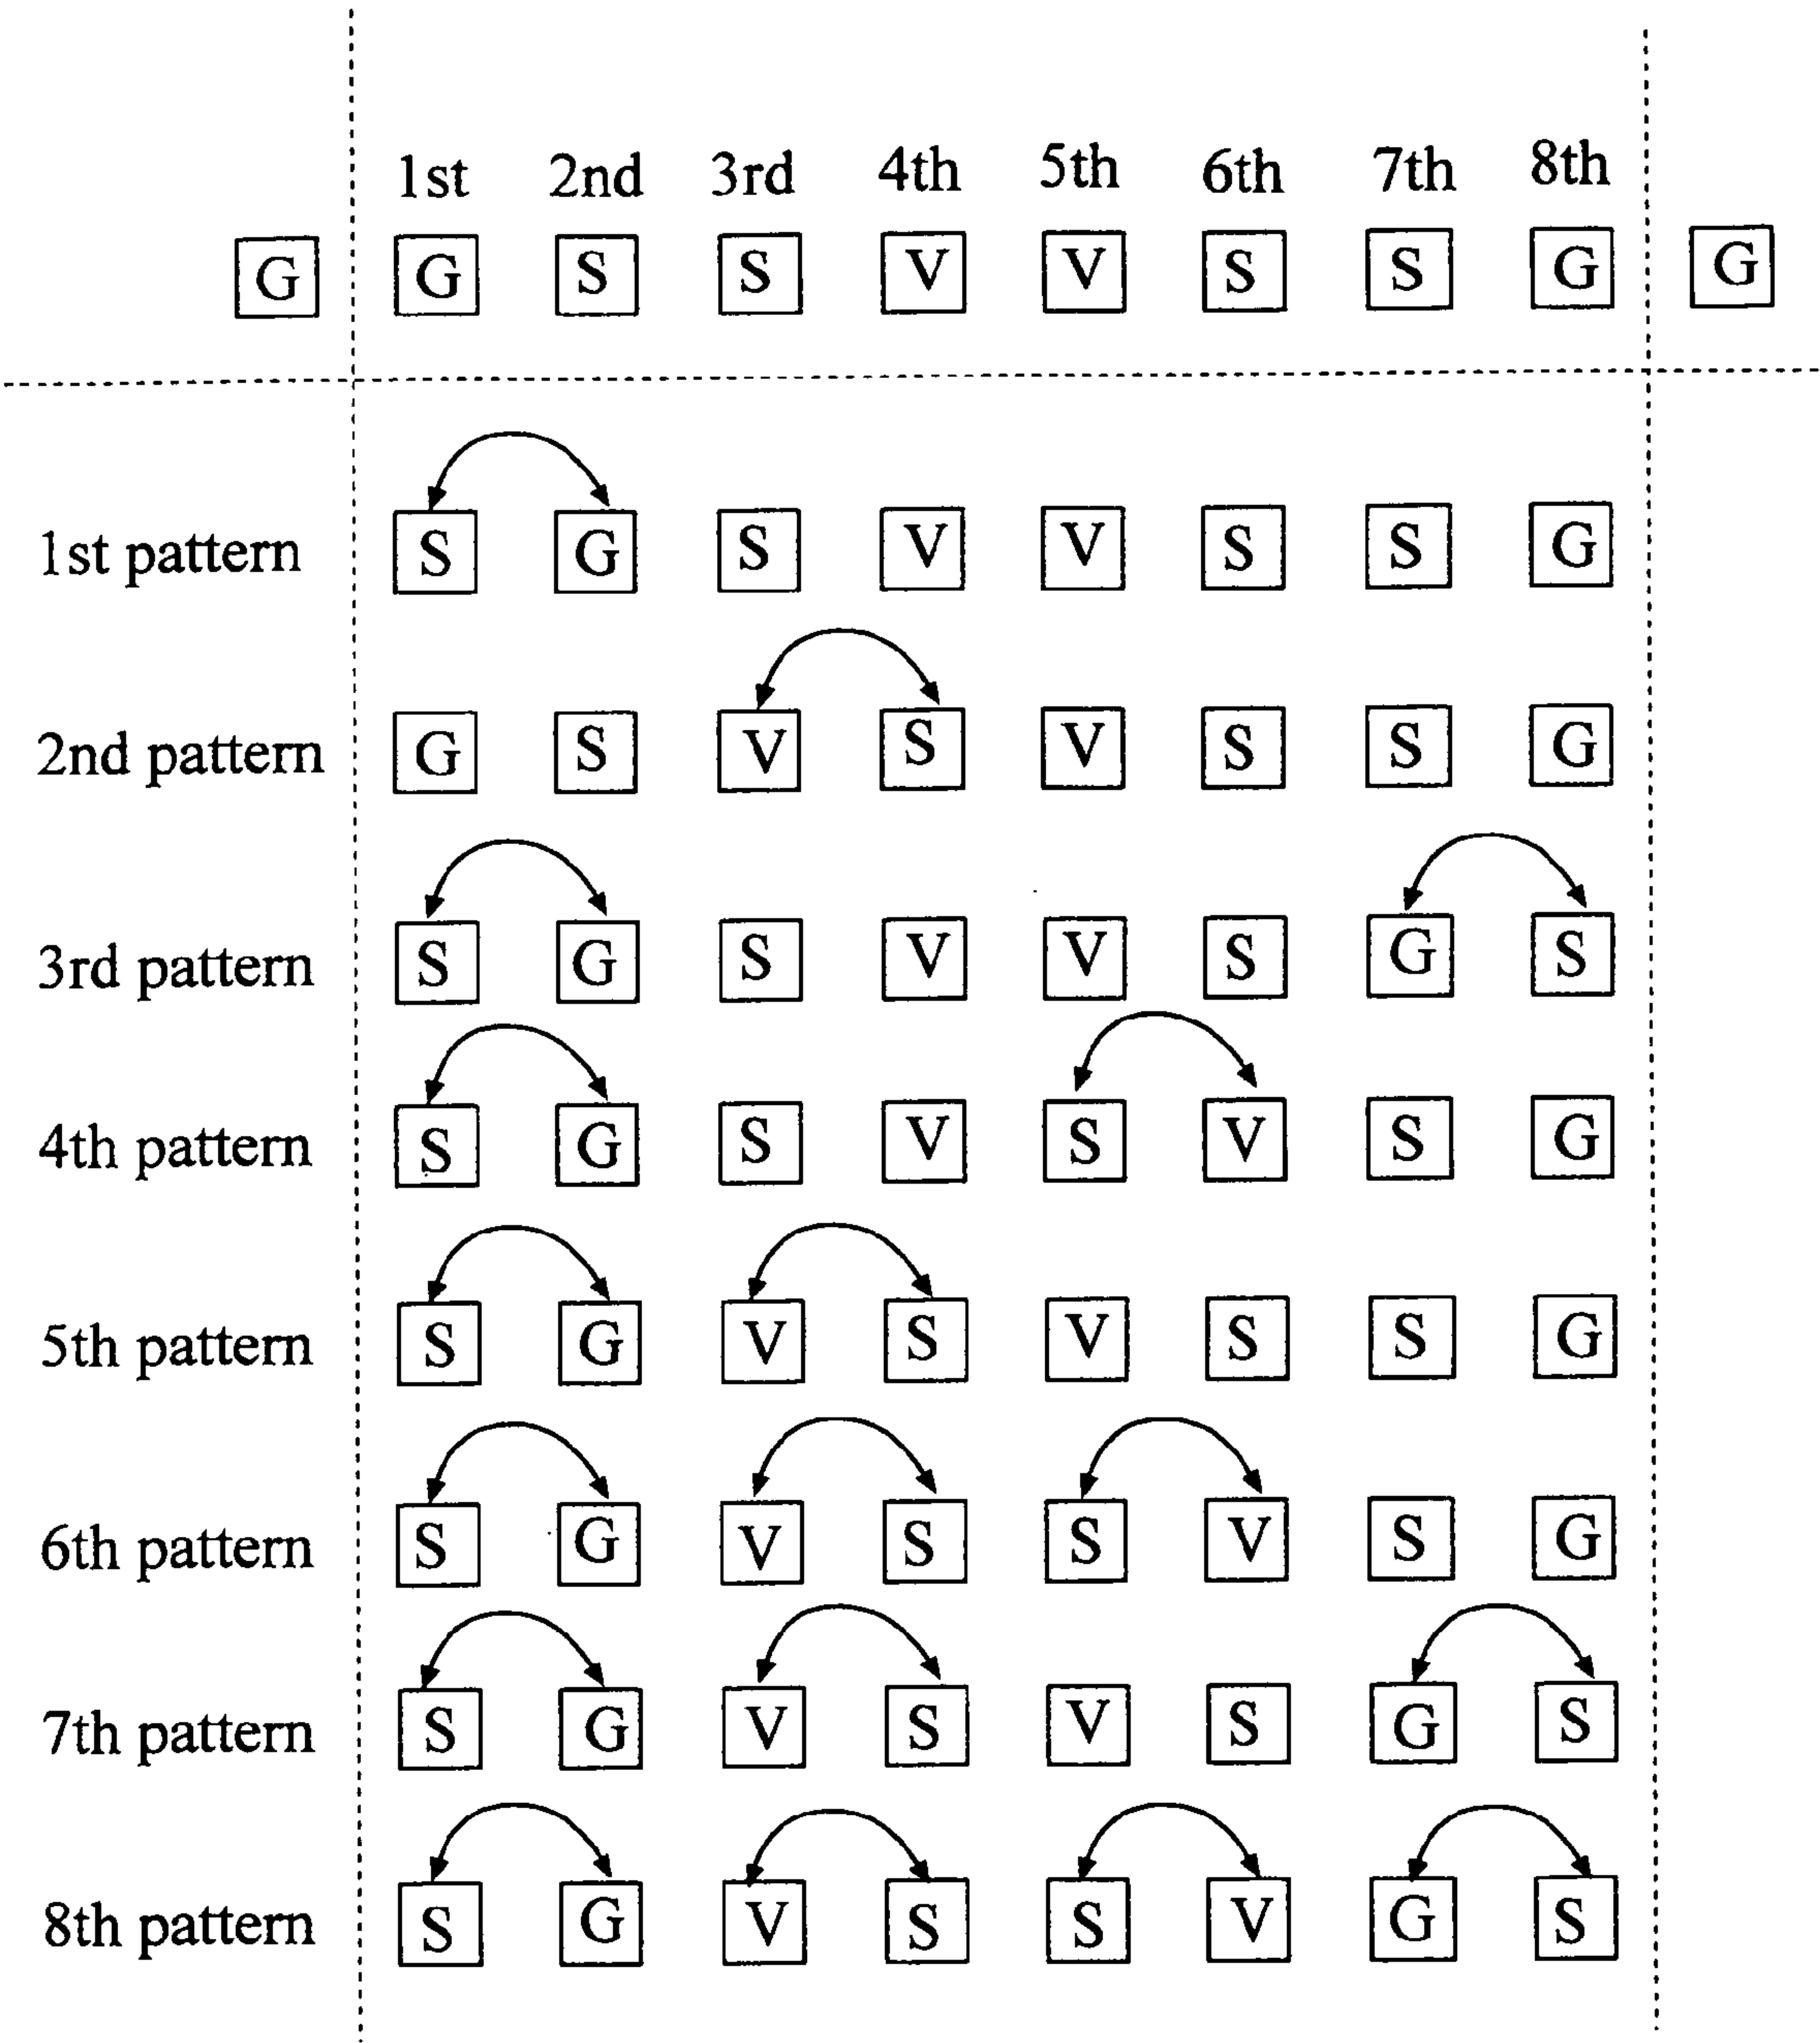 1st 2nd 3rd 4th 5th 6th 7th 8th
G G S S V V S S G G
1st pattern S G S V V S S G
2nd pattern G S V S V S S G
3rd pattern S G S V V S G S
4th pattern S G S V S V S G
5th pattern S G V S V S S G
6th pattern S G V S S V S G
7th pattern S G V S V S G S
8th pattern S G V S S V G S